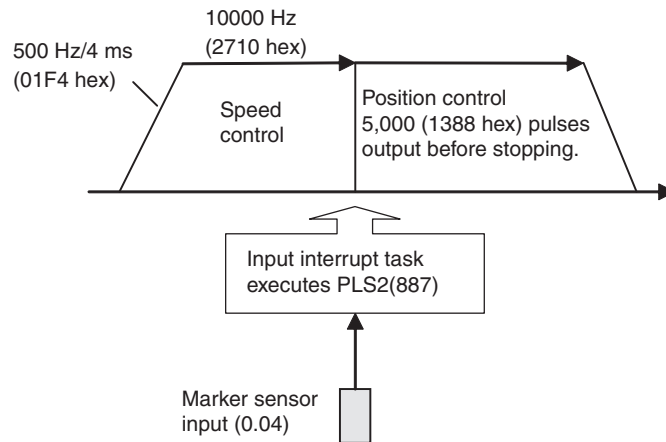 10000 Hz
(2710 hex)
500 Hz/4 ms
(01F4 hex)
Speed
control
Position control
5,000 (1388 hex) pulses
output before stopping.
Input interrupt task
executes PLS2(887)
Marker sensor
input (0.04)